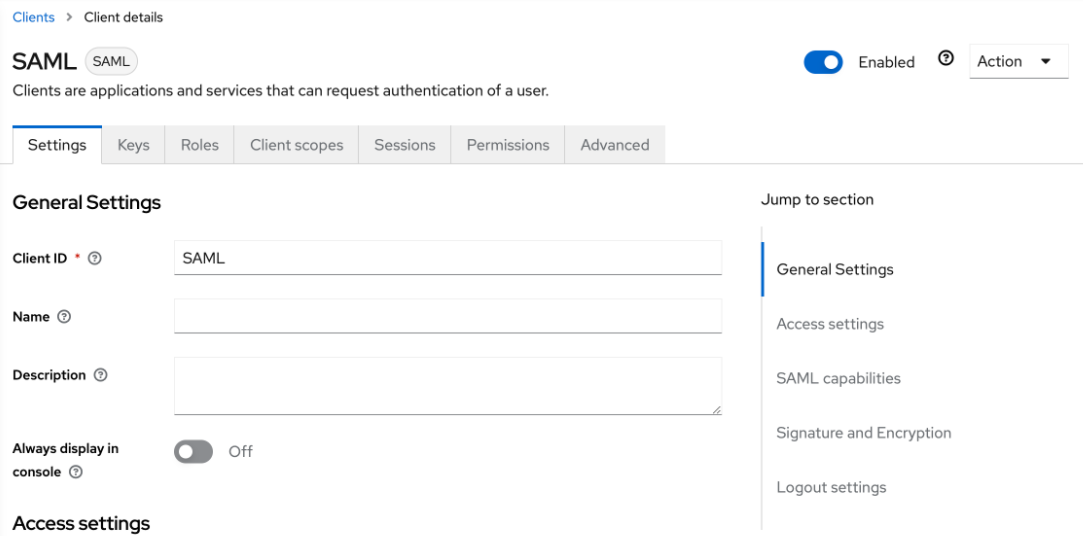 Clients > Client details
SAML SAML
Enabled Action
Clients are applications and services that can request authentication of a user.
Settings Keys Roles Client scopes Sessions Permissions Advanced
General Settings
Client ID * SAML
Name
Description
Always display in
console
Off
Access settings
Jump to section
General Settings
Access settings
SAML capabilities
Signature and Encryption
Logout settings